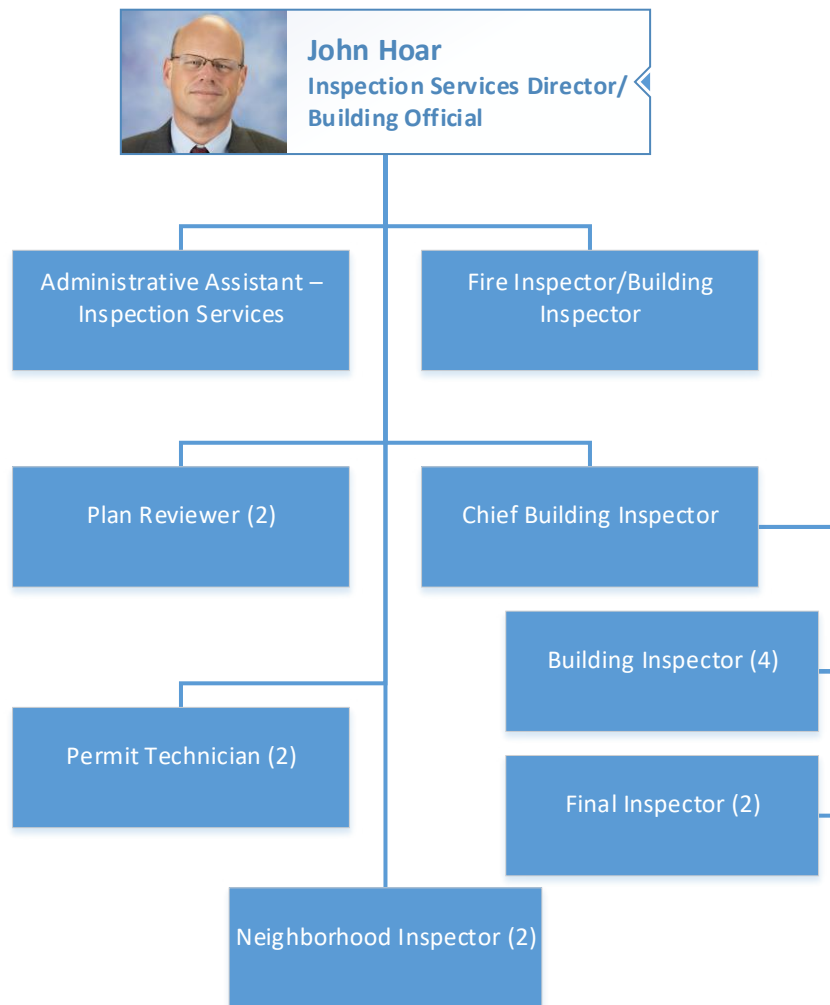 John Hoar
Inspection Services Director/
Building Official
Administrative Assistant –
Inspection Services
Fire Inspector/Building
Inspector
Plan Reviewer (2)
Chief Building Inspector
Building Inspector (4)
Permit Technician (2)
Final Inspector (2)
Neighborhood Inspector (2)